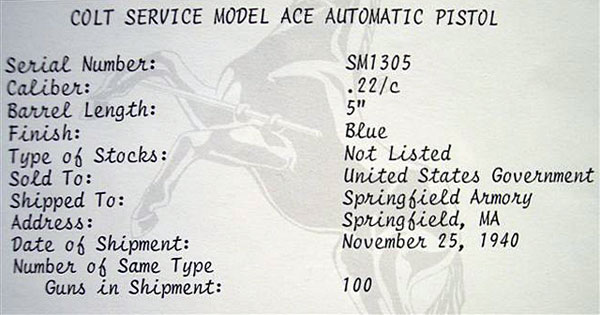 COLT SERVICE MODEL ACE AUTOMATIC PISTOL
Serial Number: SM1305
Caliber: .22/c
Barrel Length: 5"
Finish: Blue
Type of Stocks: Not Listed
Sold To: United States Government
Shipped To: Springfield Armory
Address: Springfield, MA
Date of Shipment: November 25, 1940
Number of Same Type
Guns in Shipment: 100